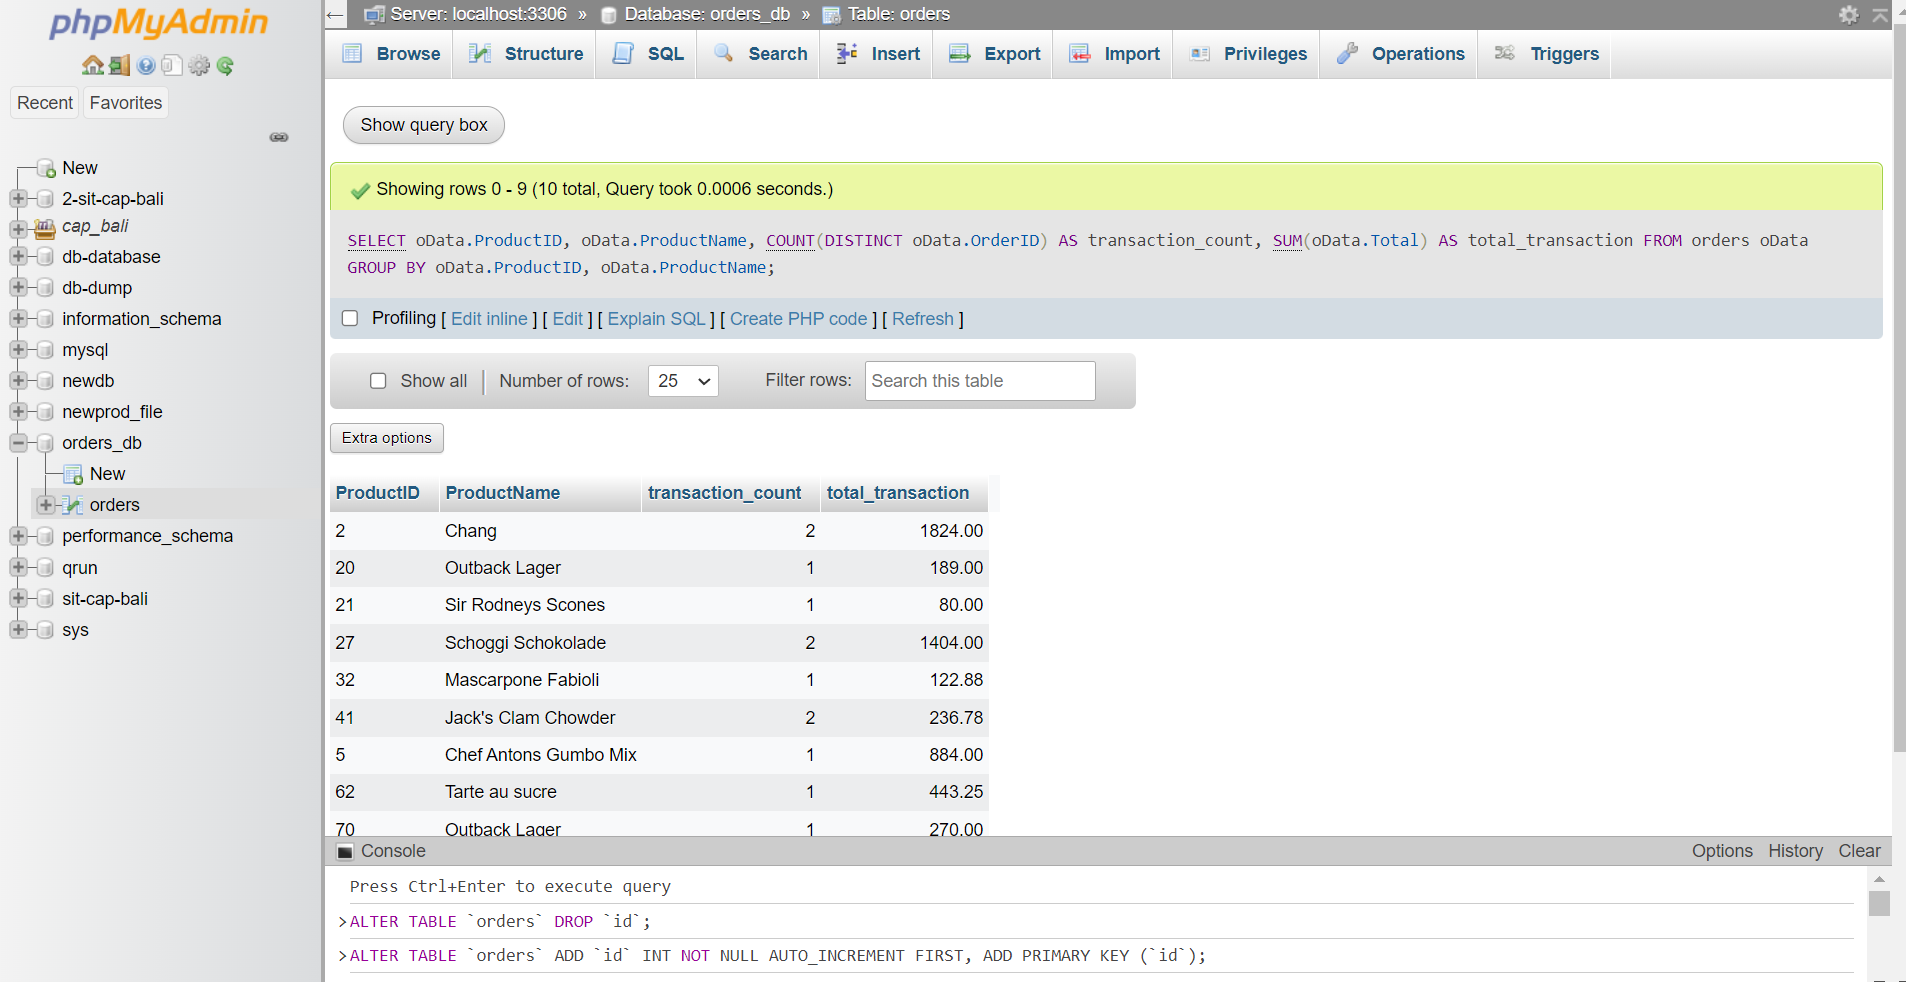 phpMyAdmin
Recent Favorites
New
2-sit-cap-bali
cap_bali
db-database
db-dump
information_schema
mysql
newdb
newprod_file
orders_db
New
orders
performance_schema
qrun
sit-cap-bali
sys
Server: localhost:3306 » Database: orders_db » Table: orders
Browse Structure SQL Search Insert Export Import Privileges Operations Triggers
Show query box
Showing rows 0 - 9 (10 total, Query took 0.0006 seconds.)
SELECT oData.ProductID, oData.ProductName, COUNT(DISTINCT oData.OrderID) AS transaction_count, SUM(oData.Total) AS total_transaction FROM orders oData
GROUP BY oData.ProductID, oData.ProductName;
Profiling [ Edit inline ] [ Edit ] [ Explain SQL ] [ Create PHP code ] [ Refresh ]
Show all | Number of rows: 25 Filter rows: Search this table
Extra options
ProductID ProductName transaction_count total_transaction
2 Chang 2 1824.00
20 Outback Lager 1 189.00
21 Sir Rodneys Scones 1 80.00
27 Schoggi Schokolade 2 1404.00
32 Mascarpone Fabioli 1 122.88
41 Jack's Clam Chowder 2 236.78
5 Chef Antons Gumbo Mix 1 884.00
62 Tarte au sucre 1 443.25
70 Outback Lager 1 270.00
Console Options History Clear
Press Ctrl+Enter to execute query
>ALTER TABLE `orders` DROP `id`;
>ALTER TABLE `orders` ADD `id` INT NOT NULL AUTO_INCREMENT FIRST, ADD PRIMARY KEY (`id`);